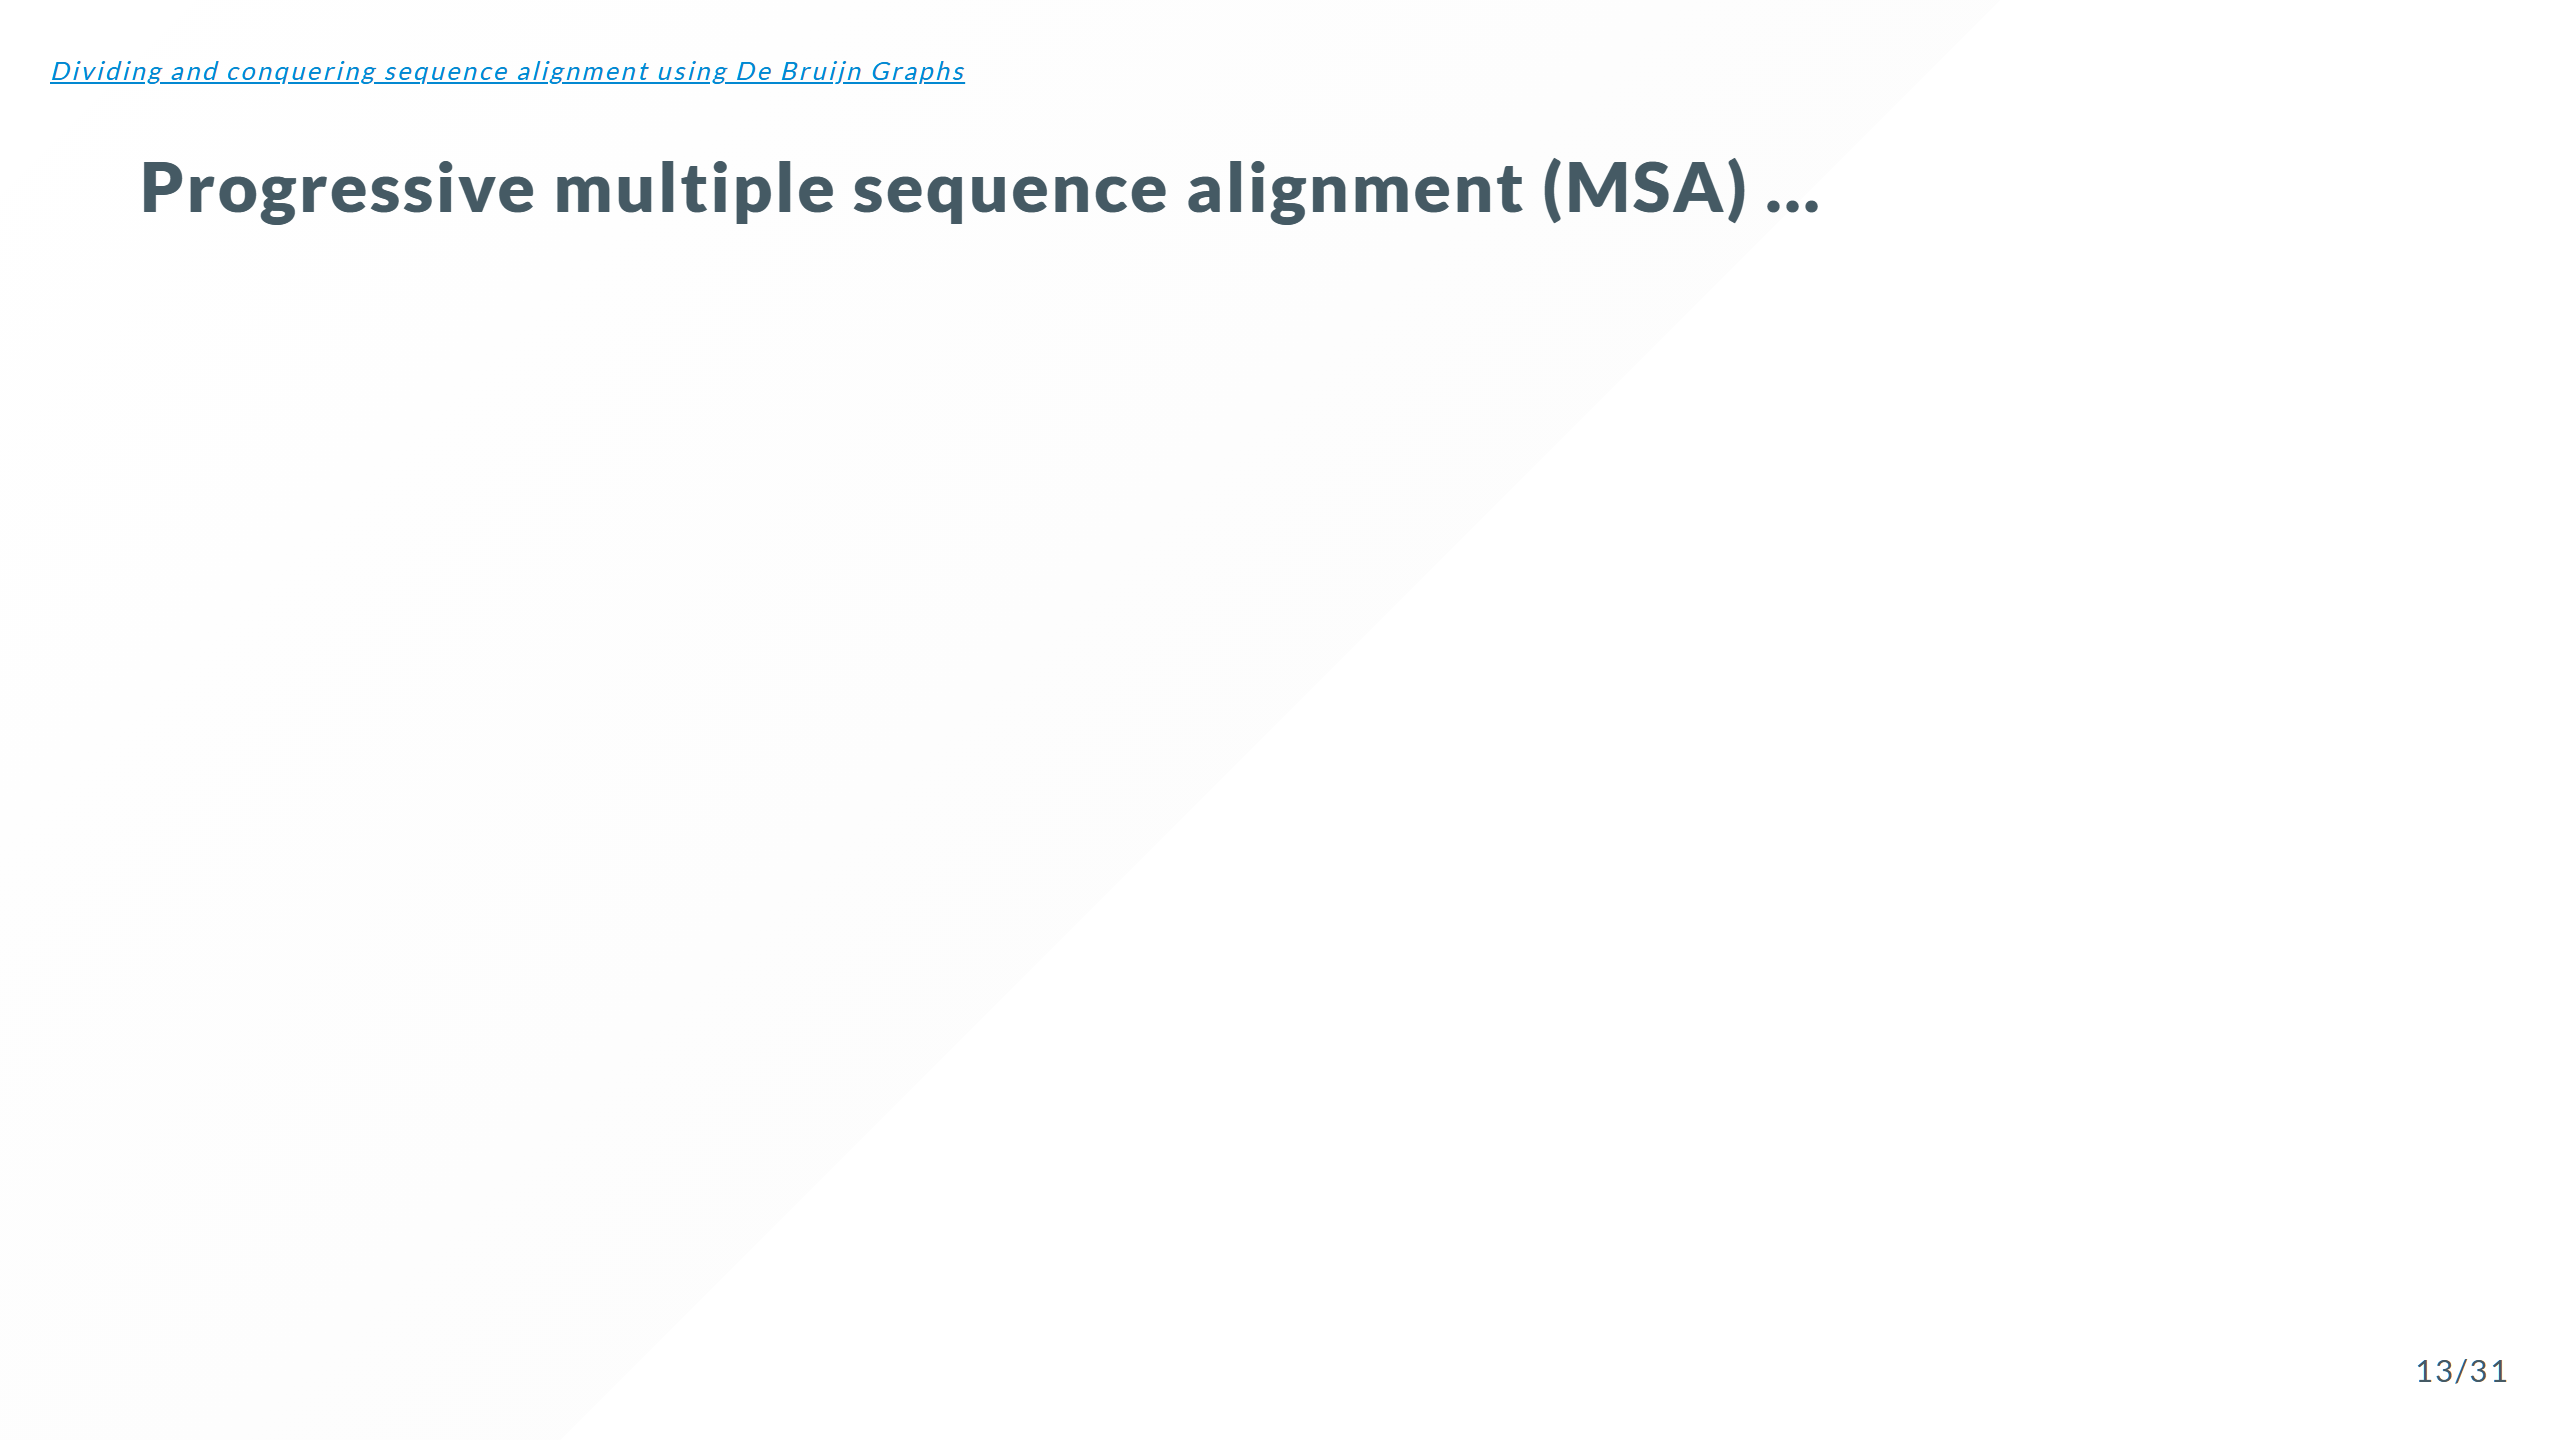 Dividing and conquering sequence alignment using De Bruijn Graphs
Progressive multiple sequence alignment (MSA) ...
13/31